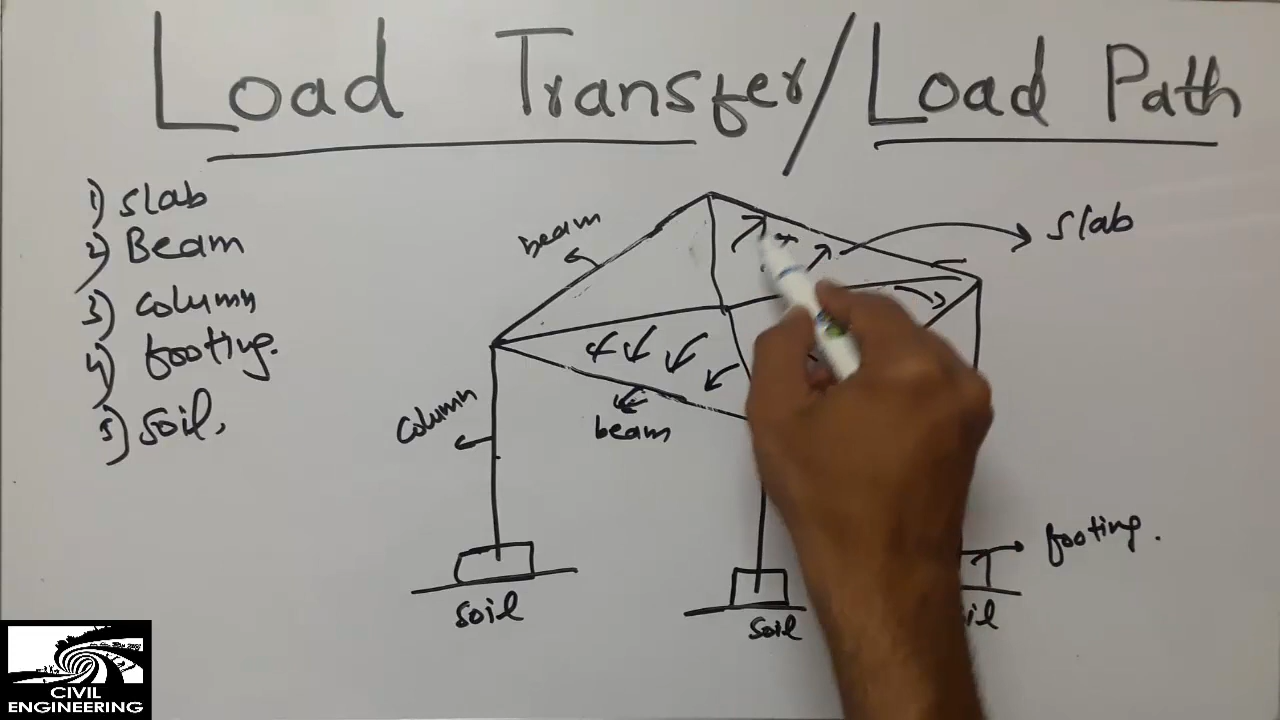 Load Transfer/Load Path
1) slab
2) Beam
3) column
4) footing.
5) soil.
beam
slab
column
beam
footing.
soil
soil
il
CIVIL
ENGINEERING